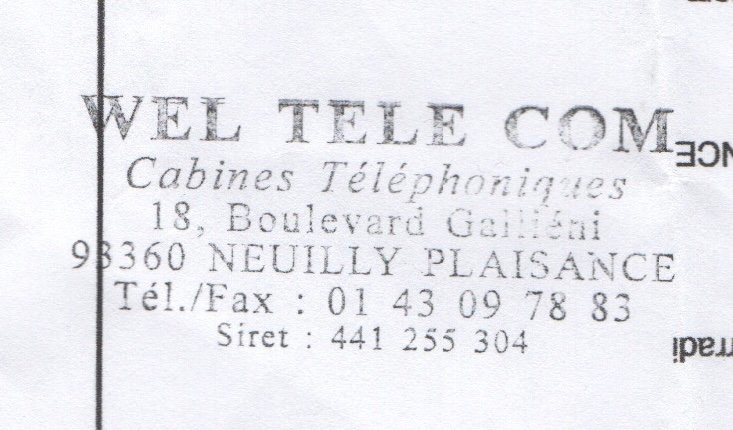 WEL TELE COM
Cabines Téléphoniques
18, Boulevard Galliéni
93360 NEUILLY PLAISANCE
Tél./Fax : 01 43 09 78 83
Siret : 441 255 304